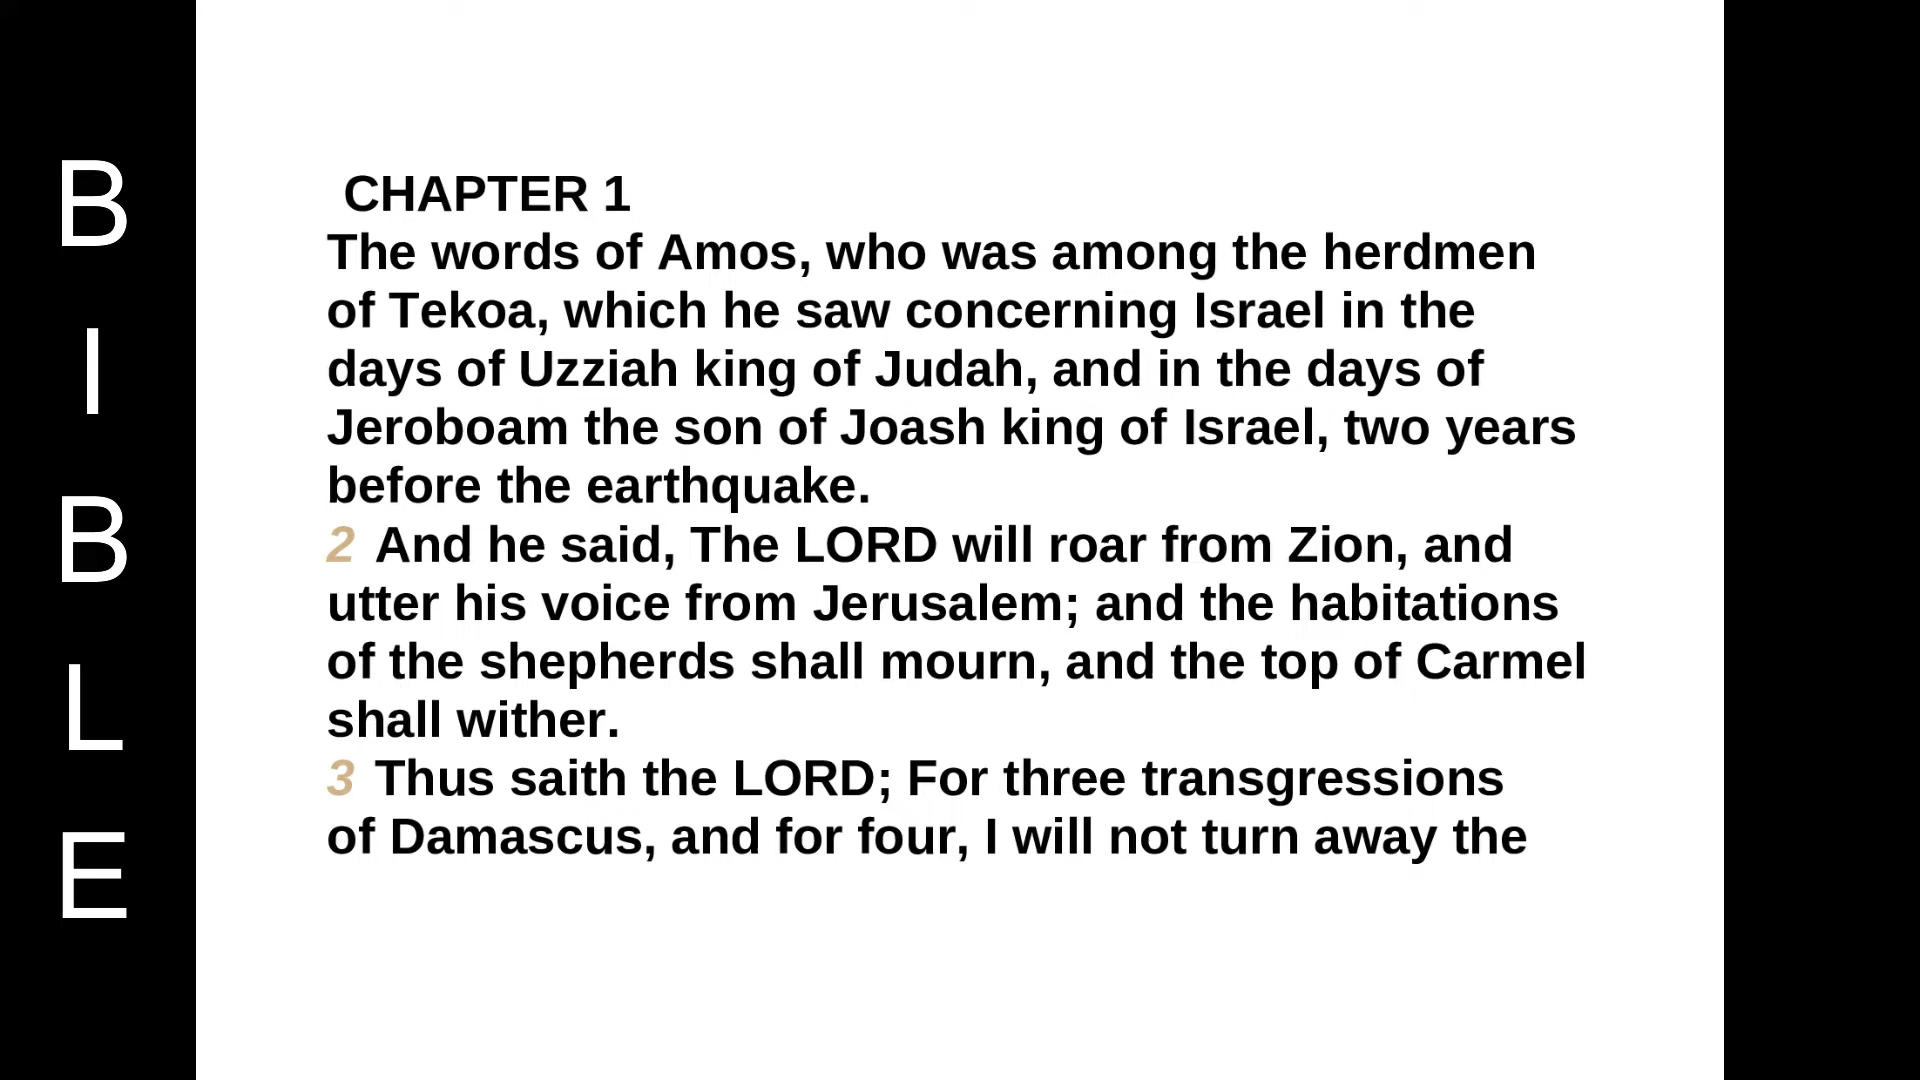 B
I
B
L
E
CHAPTER 1
The words of Amos, who was among the herdmen
of Tekoa, which he saw concerning Israel in the
days of Uzziah king of Judah, and in the days of
Jeroboam the son of Joash king of Israel, two years
before the earthquake.
2 And he said, The LORD will roar from Zion, and
utter his voice from Jerusalem; and the habitations
of the shepherds shall mourn, and the top of Carmel
shall wither.
3 Thus saith the LORD; For three transgressions
of Damascus, and for four, I will not turn away the